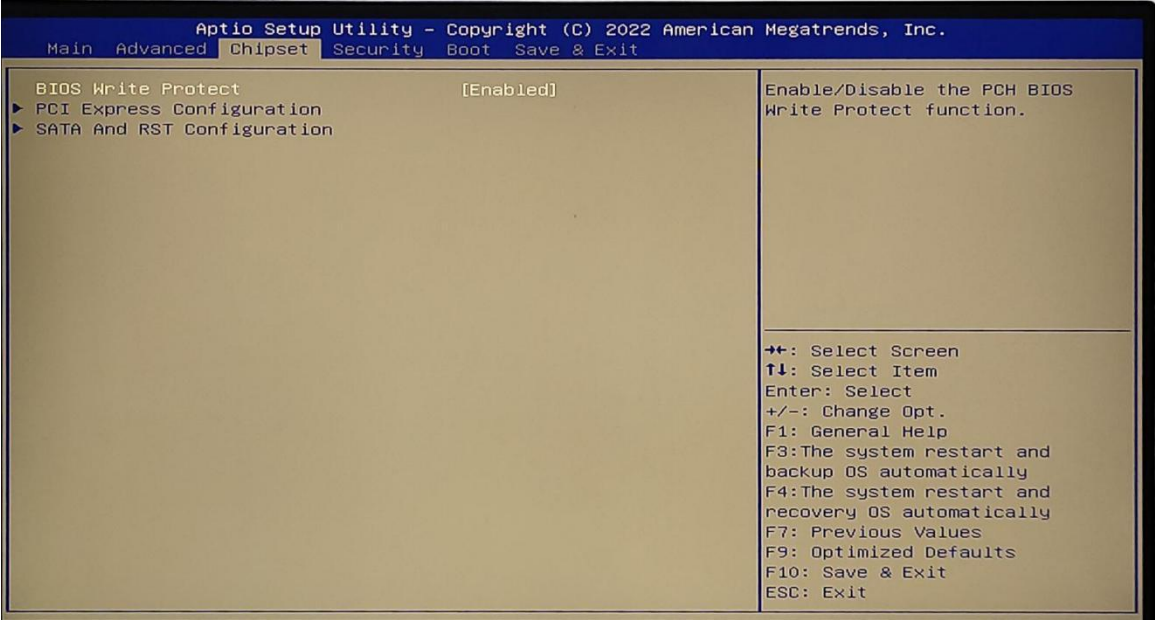 Aptio Setup Utility – Copyright (C) 2022 American Megatrends, Inc.
Main Advanced Chipset Security Boot Save & Exit
BIOS Write Protect [Enabled]
▶ PCI Express Configuration
▶ SATA And RST Configuration
Enable/Disable the PCH BIOS
Write Protect function.
→←: Select Screen
↑↓: Select Item
Enter: Select
+/-: Change Opt.
F1: General Help
F3:The system restart and
backup OS automatically
F4:The system restart and
recovery OS automatically
F7: Previous Values
F9: Optimized Defaults
F10: Save & Exit
ESC: Exit